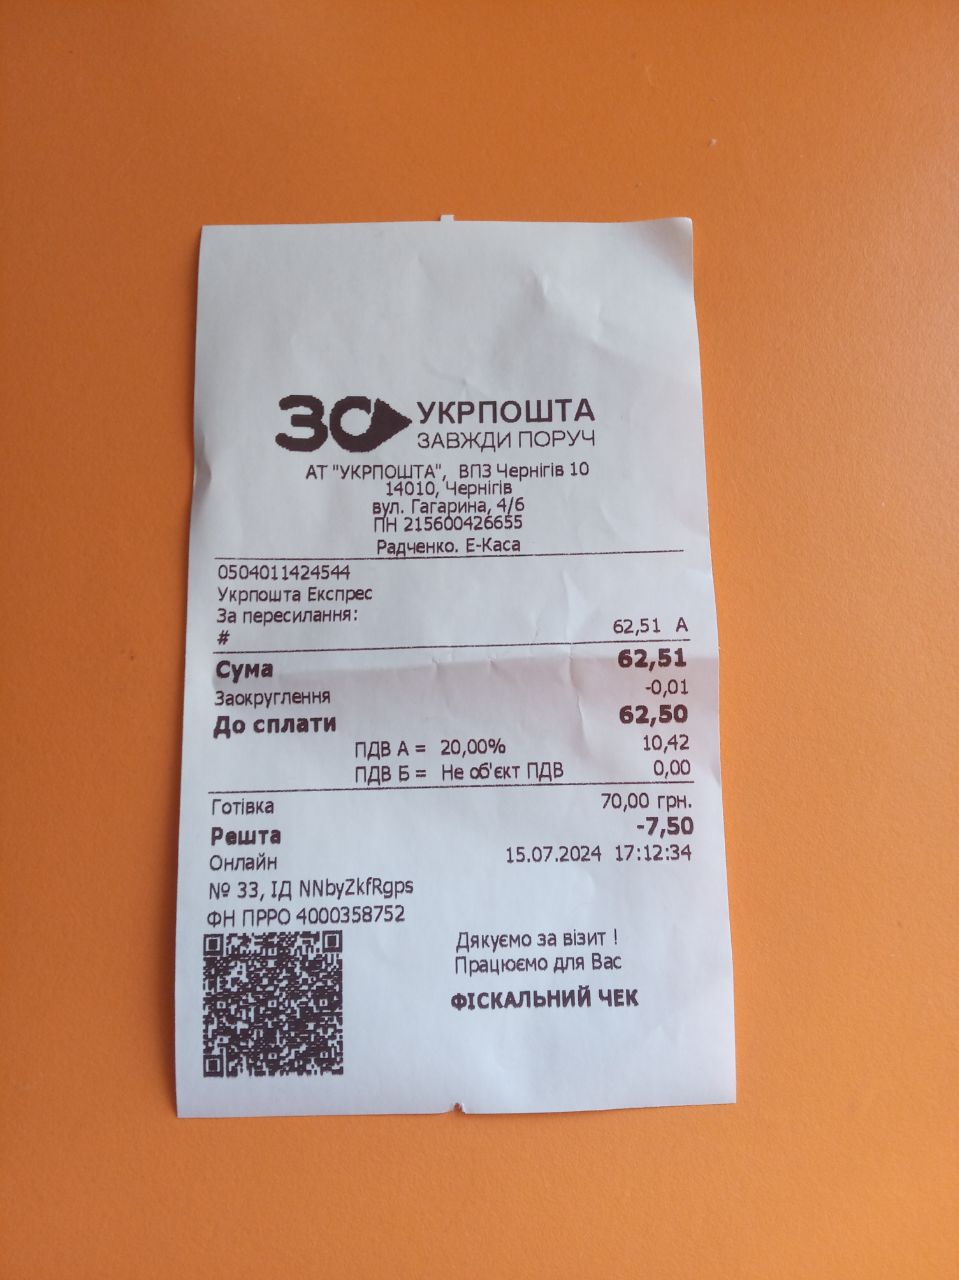 ЗО УКРПОШТА
ЗАВЖДИ ПОРУЧ
АТ "УКРПОШТА", ВПЗ Чернігів 10
14010, Чернігів
вул. Гагарина, 4/6
ПН 215600426655
Радченко. Е-Каса
0504011424544
Укрпошта Експрес
За пересилання:
# 62,51 А
Сума 62,51
Заокруглення -0,01
До сплати 62,50
ПДВ А = 20,00% 10,42
ПДВ Б = Не об'єкт ПДВ 0,00
Готівка 70,00 грн.
Решта -7,50
Онлайн 15.07.2024 17:12:34
№ 33, ІД NNbyZkfRgps
ФН ПРРО 4000358752
Дякуємо за візит !
Працюємо для Вас
ФІСКАЛЬНИЙ ЧЕК